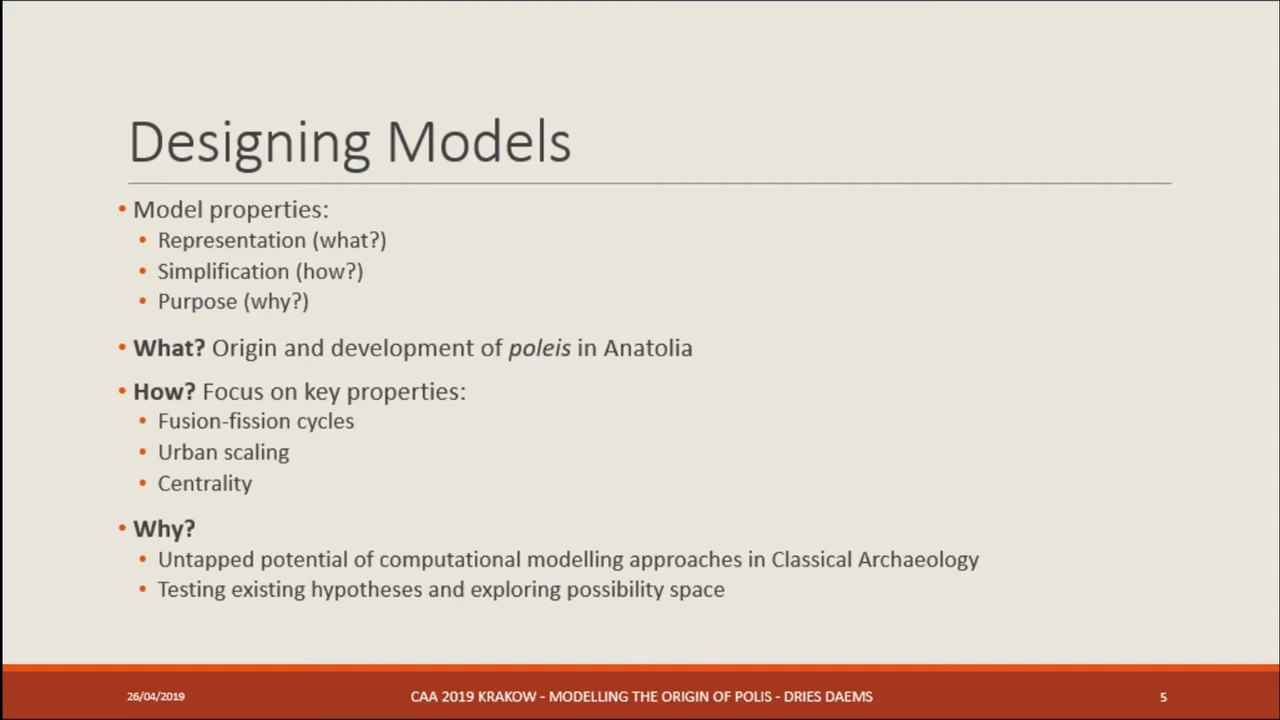 Designing Models
• Model properties:
• Representation (what?)
• Simplification (how?)
• Purpose (why?)
• What? Origin and development of poleis in Anatolia
• How? Focus on key properties:
• Fusion-fission cycles
• Urban scaling
• Centrality
• Why?
• Untapped potential of computational modelling approaches in Classical Archaeology
• Testing existing hypotheses and exploring possibility space
26/04/2019 CAA 2019 KRAKOW - MODELLING THE ORIGIN OF POLIS - DRIES DAEMS 5